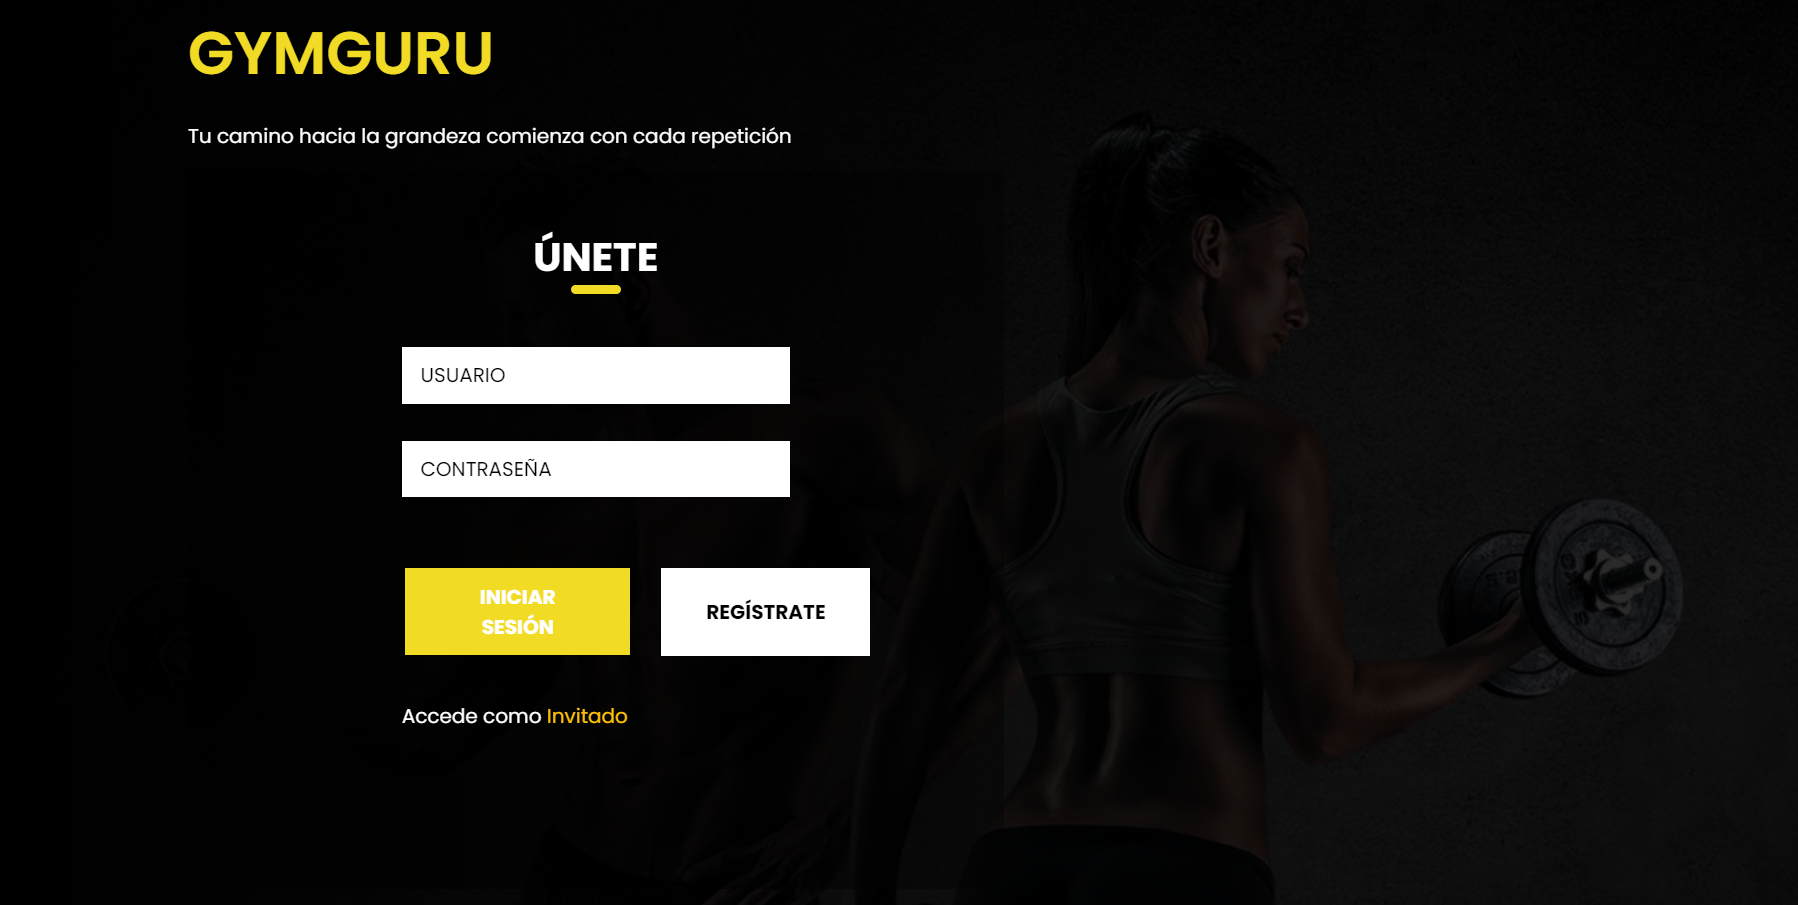 GYMGURU
Tu camino hacia la grandeza comienza con cada repetición
ÚNETE
USUARIO
CONTRASEÑA
INICIAR
SESIÓN
REGÍSTRATE
Accede como Invitado